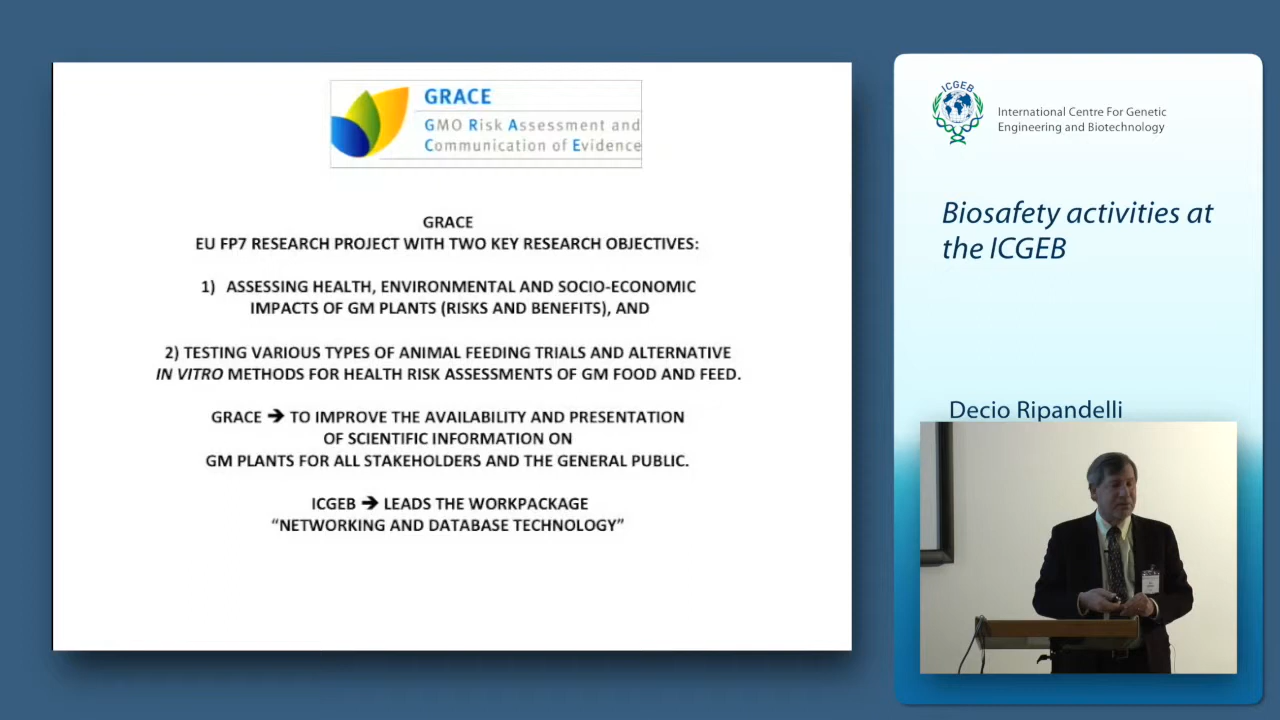 GRACE
GMO Risk Assessment and
Communication of Evidence
GRACE
EU FP7 RESEARCH PROJECT WITH TWO KEY RESEARCH OBJECTIVES:
1) ASSESSING HEALTH, ENVIRONMENTAL AND SOCIO-ECONOMIC
IMPACTS OF GM PLANTS (RISKS AND BENEFITS), AND
2) TESTING VARIOUS TYPES OF ANIMAL FEEDING TRIALS AND ALTERNATIVE
IN VITRO METHODS FOR HEALTH RISK ASSESSMENTS OF GM FOOD AND FEED.
GRACE ➔ TO IMPROVE THE AVAILABILITY AND PRESENTATION
OF SCIENTIFIC INFORMATION ON
GM PLANTS FOR ALL STAKEHOLDERS AND THE GENERAL PUBLIC.
ICGEB ➔ LEADS THE WORKPACKAGE
“NETWORKING AND DATABASE TECHNOLOGY”
ICGEB
International Centre For Genetic
Engineering and Biotechnology
Biosafety activities at
the ICGEB
Decio Ripandelli